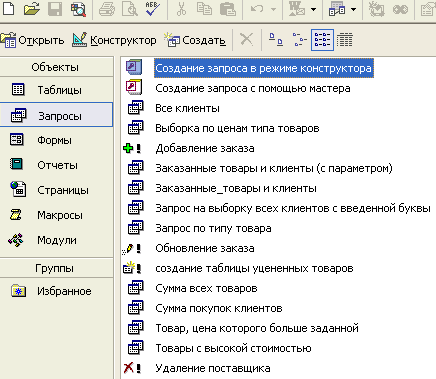 Открыть Конструктор Создать
Объекты
Таблицы
Запросы
Формы
Отчеты
Страницы
Макросы
Модули
Группы
Избранное
Создание запроса в режиме конструктора
Создание запроса с помощью мастера
Все клиенты
Выборка по ценам типа товаров
Добавление заказа
Заказанные товары и клиенты (с параметром)
Заказанные_товары и клиенты
Запрос на выборку всех клиентов с введенной буквы
Запрос по типу товара
Обновление заказа
создание таблицы уцененных товаров
Сумма всех товаров
Сумма покупок клиентов
Товар, цена которого больше заданной
Товары с высокой стоимостью
Удаление поставщика